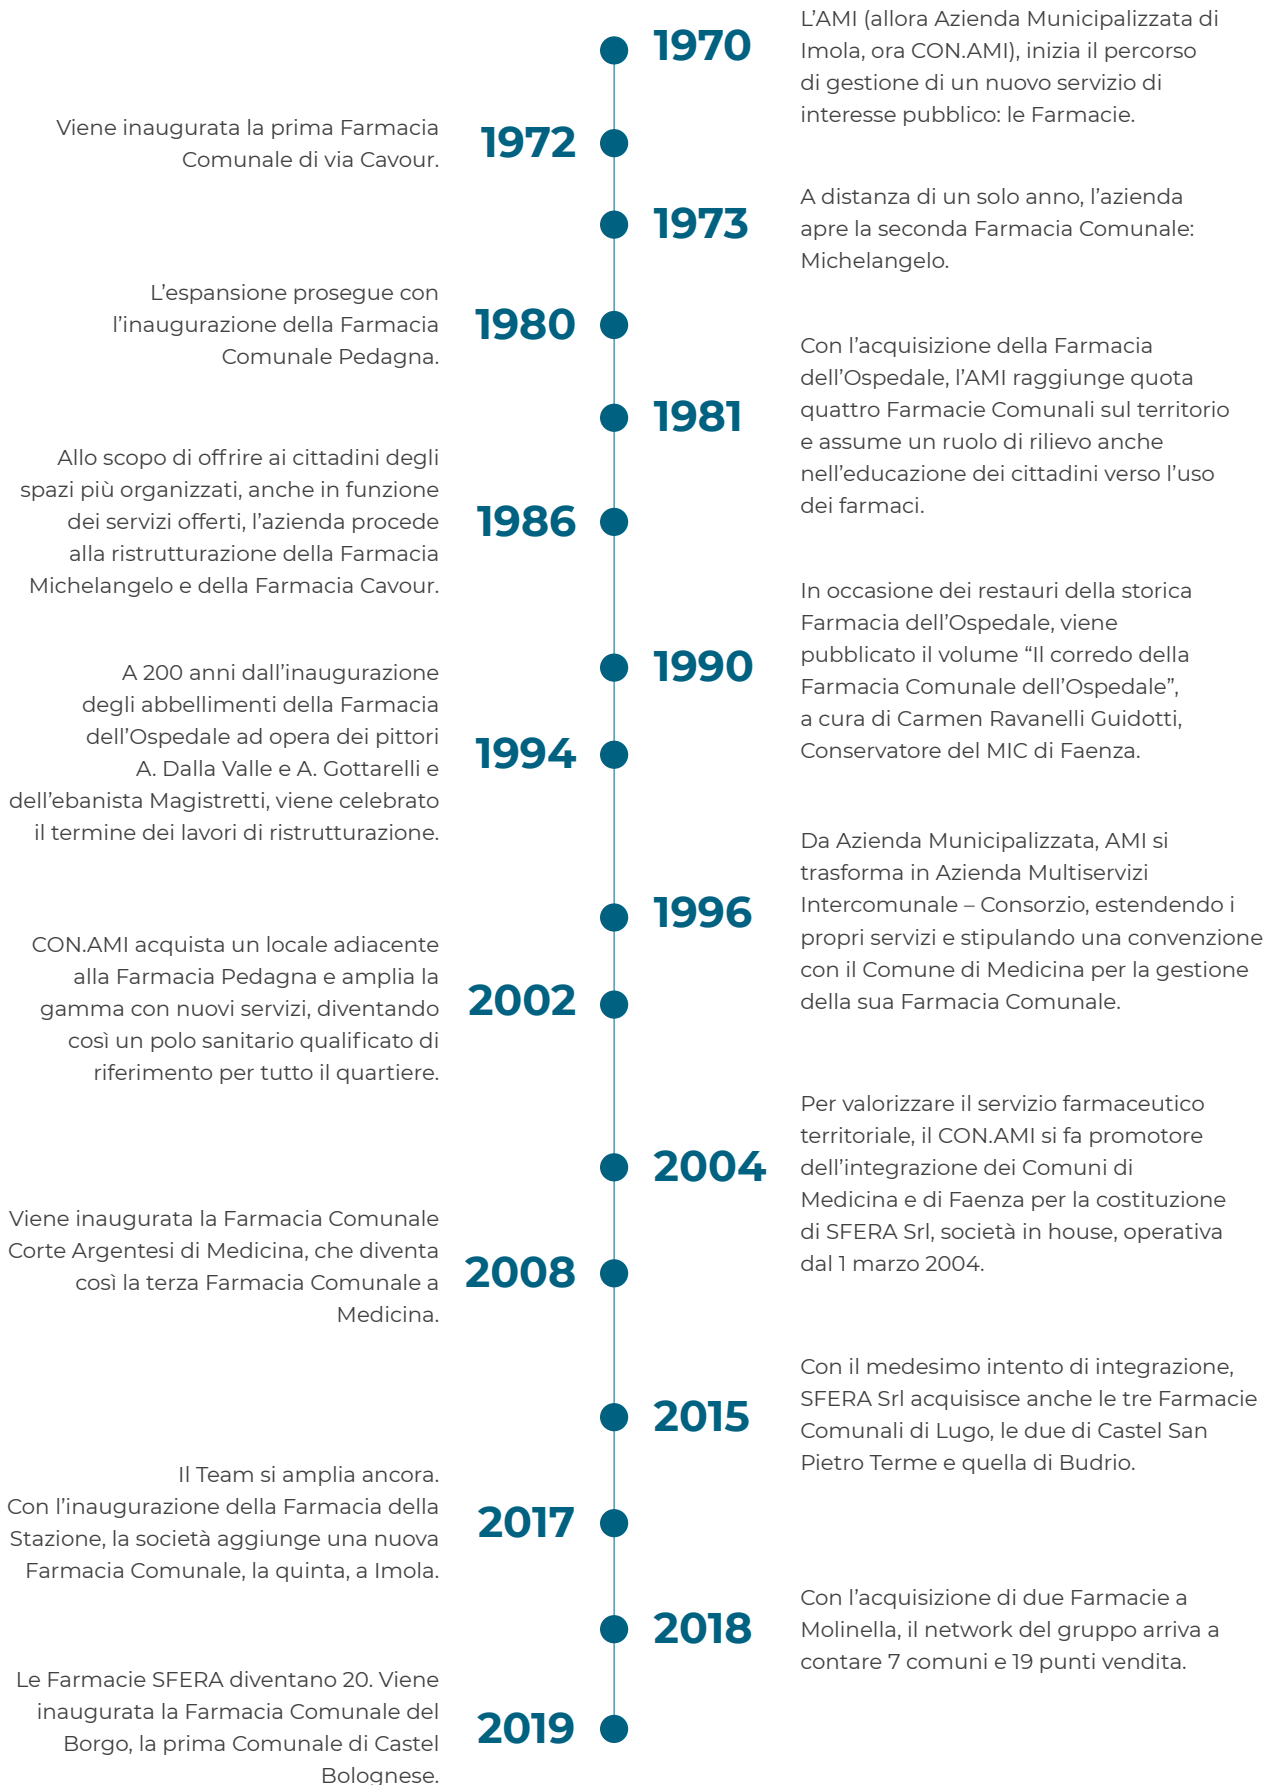 1970
L’AMI (allora Azienda Municipalizzata di
Imola, ora CON.AMI), inizia il percorso
di gestione di un nuovo servizio di
interesse pubblico: le Farmacie.
Viene inaugurata la prima Farmacia
Comunale di via Cavour.
1972
1973
A distanza di un solo anno, l’azienda
apre la seconda Farmacia Comunale:
Michelangelo.
L’espansione prosegue con
l’inaugurazione della Farmacia
Comunale Pedagna.
1980
1981
Con l’acquisizione della Farmacia
dell’Ospedale, l’AMI raggiunge quota
quattro Farmacie Comunali sul territorio
e assume un ruolo di rilievo anche
nell’educazione dei cittadini verso l’uso
dei farmaci.
Allo scopo di offrire ai cittadini degli
spazi più organizzati, anche in funzione
dei servizi offerti, l’azienda procede
alla ristrutturazione della Farmacia
Michelangelo e della Farmacia Cavour.
1986
1990
In occasione dei restauri della storica
Farmacia dell’Ospedale, viene
pubblicato il volume “Il corredo della
Farmacia Comunale dell’Ospedale”,
a cura di Carmen Ravanelli Guidotti,
Conservatore del MIC di Faenza.
A 200 anni dall’inaugurazione
degli abbellimenti della Farmacia
dell’Ospedale ad opera dei pittori
A. Dalla Valle e A. Gottarelli e
dell’ebanista Magistretti, viene celebrato
il termine dei lavori di ristrutturazione.
1994
1996
Da Azienda Municipalizzata, AMI si
trasforma in Azienda Multiservizi
Intercomunale – Consorzio, estendendo i
propri servizi e stipulando una convenzione
con il Comune di Medicina per la gestione
della sua Farmacia Comunale.
CON.AMI acquista un locale adiacente
alla Farmacia Pedagna e amplia la
gamma con nuovi servizi, diventando
così un polo sanitario qualificato di
riferimento per tutto il quartiere.
2002
2004
Per valorizzare il servizio farmaceutico
territoriale, il CON.AMI si fa promotore
dell’integrazione dei Comuni di
Medicina e di Faenza per la costituzione
di SFERA Srl, società in house, operativa
dal 1 marzo 2004.
Viene inaugurata la Farmacia Comunale
Corte Argentesi di Medicina, che diventa
così la terza Farmacia Comunale a
Medicina.
2008
2015
Con il medesimo intento di integrazione,
SFERA Srl acquisisce anche le tre Farmacie
Comunali di Lugo, le due di Castel San
Pietro Terme e quella di Budrio.
Il Team si amplia ancora.
Con l’inaugurazione della Farmacia della
Stazione, la società aggiunge una nuova
Farmacia Comunale, la quinta, a Imola.
2017
2018
Con l’acquisizione di due Farmacie a
Molinella, il network del gruppo arriva a
contare 7 comuni e 19 punti vendita.
Le Farmacie SFERA diventano 20. Viene
inaugurata la Farmacia Comunale del
Borgo, la prima Comunale di Castel
Bolognese.
2019